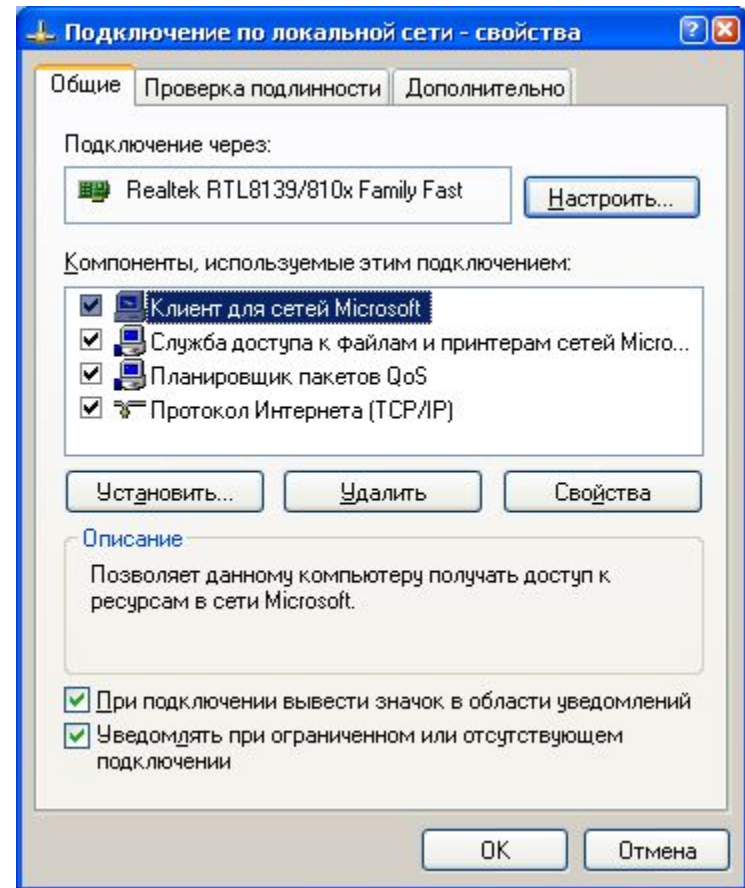 Подключение по локальной сети - свойства
Общие Проверка подлинности Дополнительно
Подключение через:
Realtek RTL8139/810x Family Fast
Настроить...
Компоненты, используемые этим подключением:
Клиент для сетей Microsoft
Служба доступа к файлам и принтерам сетей Micro...
Планировщик пакетов QoS
Протокол Интернета (TCP/IP)
Установить... Удалить Свойства
Описание
Позволяет данному компьютеру получать доступ к
ресурсам в сети Microsoft.
При подключении вывести значок в области уведомлений
Уведомлять при ограниченном или отсутствующем
подключении
OK Отмена